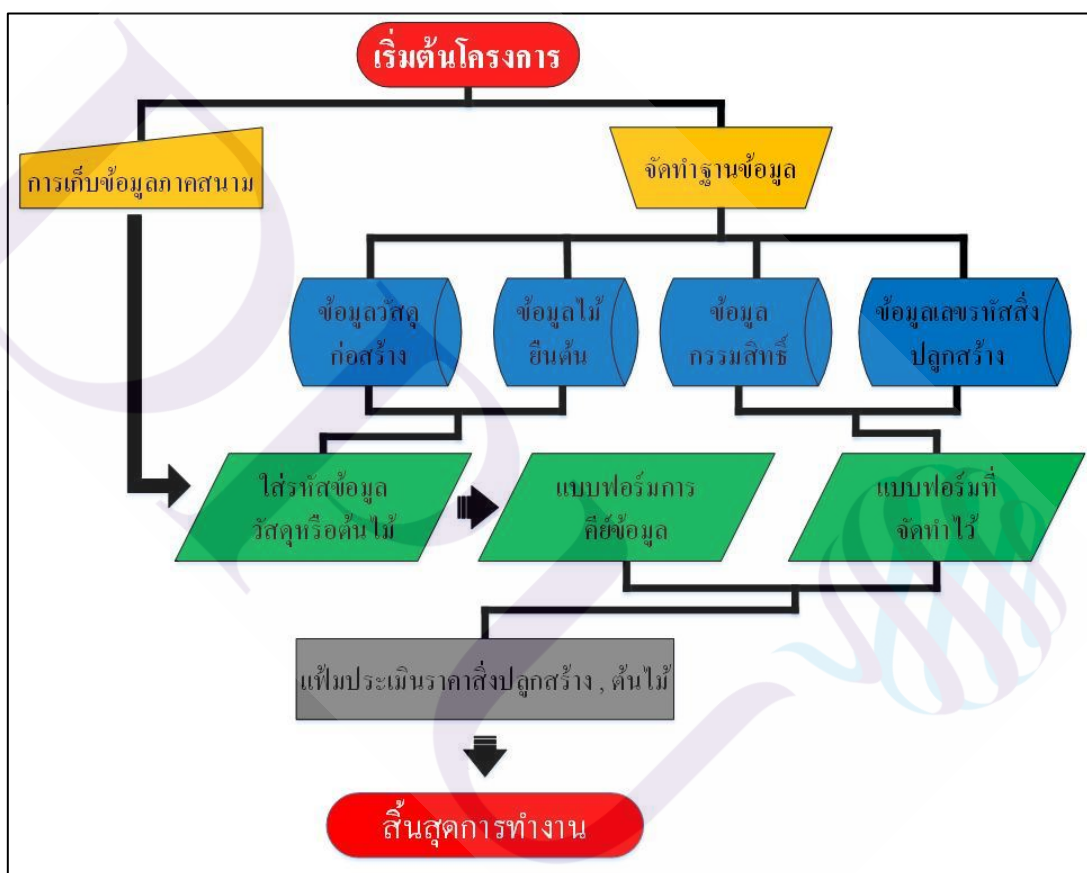 เริ่มต้นโครงการ
การเก็บข้อมูลภาคสนาม
จัดทำฐานข้อมูล
ข้อมูลวัสดุ
ก่อสร้าง
ข้อมูลไม้
ยืนต้น
ข้อมูล
กรรมสิทธิ์
ข้อมูลเลขรหัสสิ่ง
ปลูกสร้าง
ใส่รหัสข้อมูล
วัสดุหรือต้นไม้
แบบฟอร์มการ
คีย์ข้อมูล
แบบฟอร์มที่
จัดทำไว้
แฟ้มประเมินราคาสิ่งปลูกสร้าง , ต้นไม้
สิ้นสุดการทำงาน